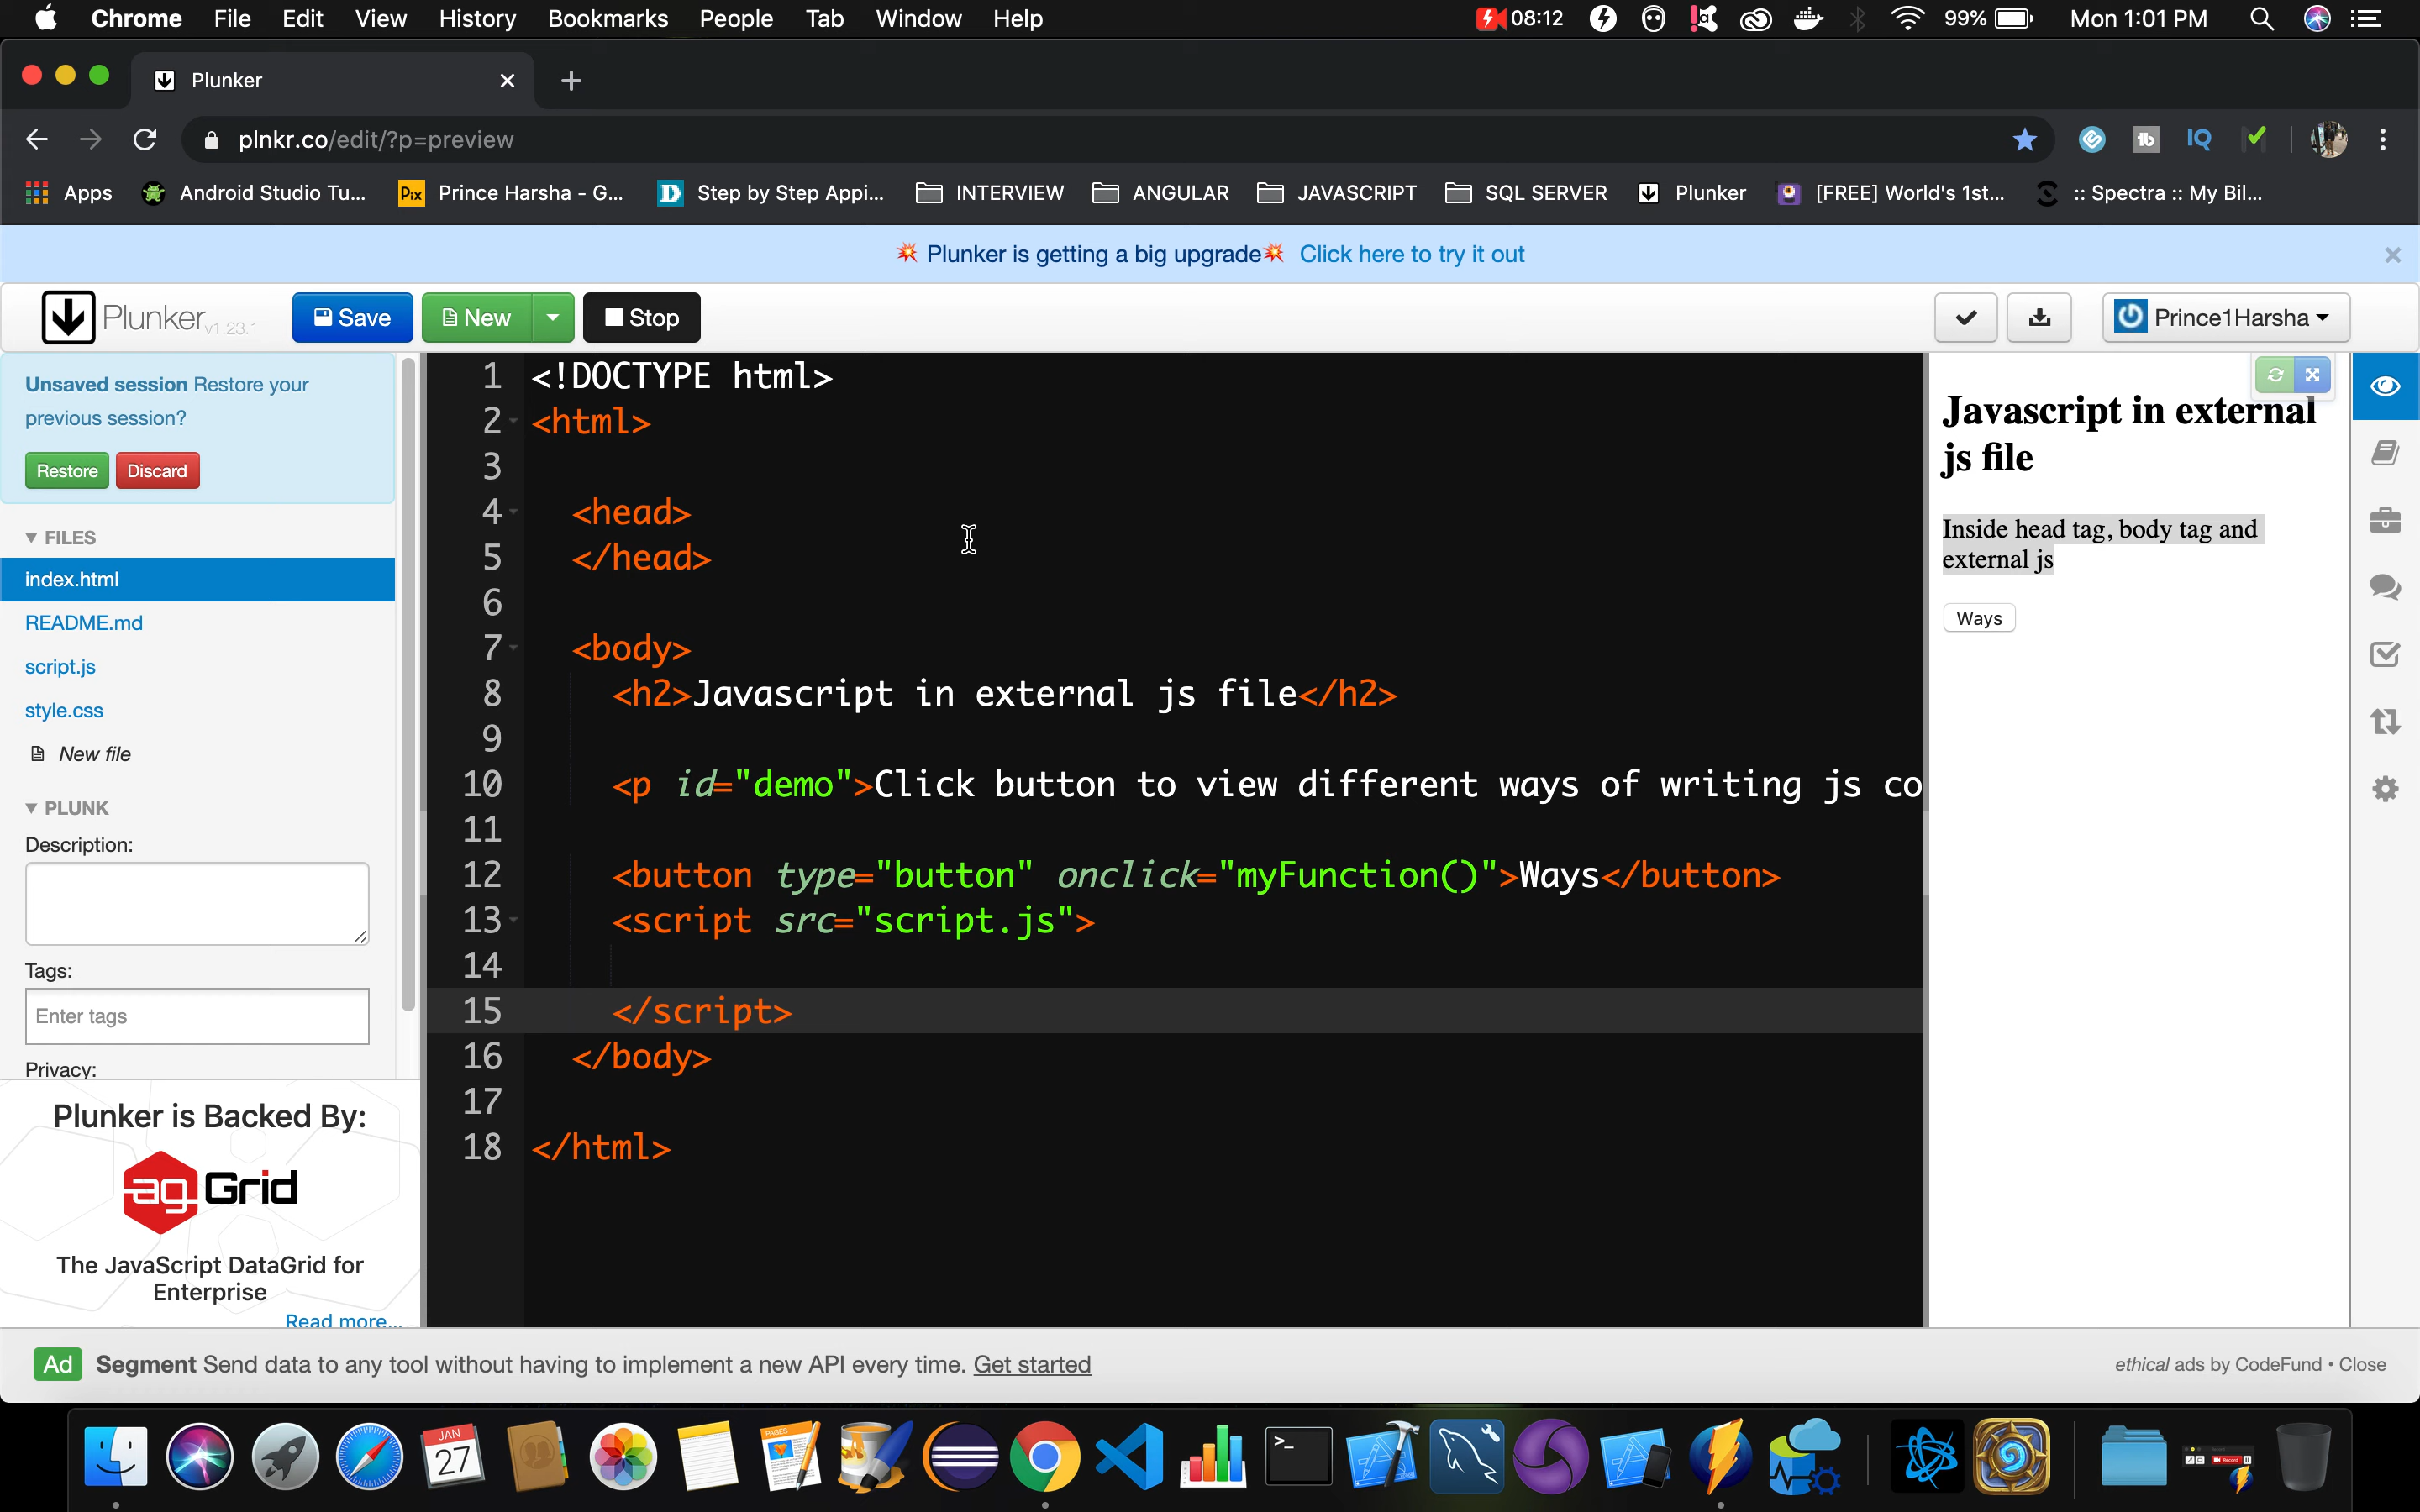 Chrome File Edit View History Bookmarks People Tab Window Help 08:12 99% Mon 1:01 PM
Plunker
plnkr.co/edit/?p=preview
Apps Android Studio Tu... Prince Harsha - G... Step by Step Appi... INTERVIEW ANGULAR JAVASCRIPT SQL SERVER Plunker [FREE] World's 1st... :: Spectra :: My Bil...
💥 Plunker is getting a big upgrade💥 Click here to try it out
Plunker v1.23.1 Save New Stop Prince1Harsha
Unsaved session Restore your
previous session?
Restore Discard
FILES
index.html
README.md
script.js
style.css
New file
PLUNK
Description:
Tags:
Enter tags
Privacy:
Plunker is Backed By:
ag Grid
The JavaScript DataGrid for
Enterprise
Read more...
1 <!DOCTYPE html>
2 <html>
3
4 <head>
5 </head>
6
7 <body>
8 <h2>Javascript in external js file</h2>
9
10 <p id="demo">Click button to view different ways of writing js co
11
12 <button type="button" onclick="myFunction()">Ways</button>
13 <script src="script.js">
14
15 </script>
16 </body>
17
18 </html>
Javascript in external
js file
Inside head tag, body tag and
external js
Ways
Ad Segment Send data to any tool without having to implement a new API every time. Get started
ethical ads by CodeFund • Close
JAN
27
PAGES